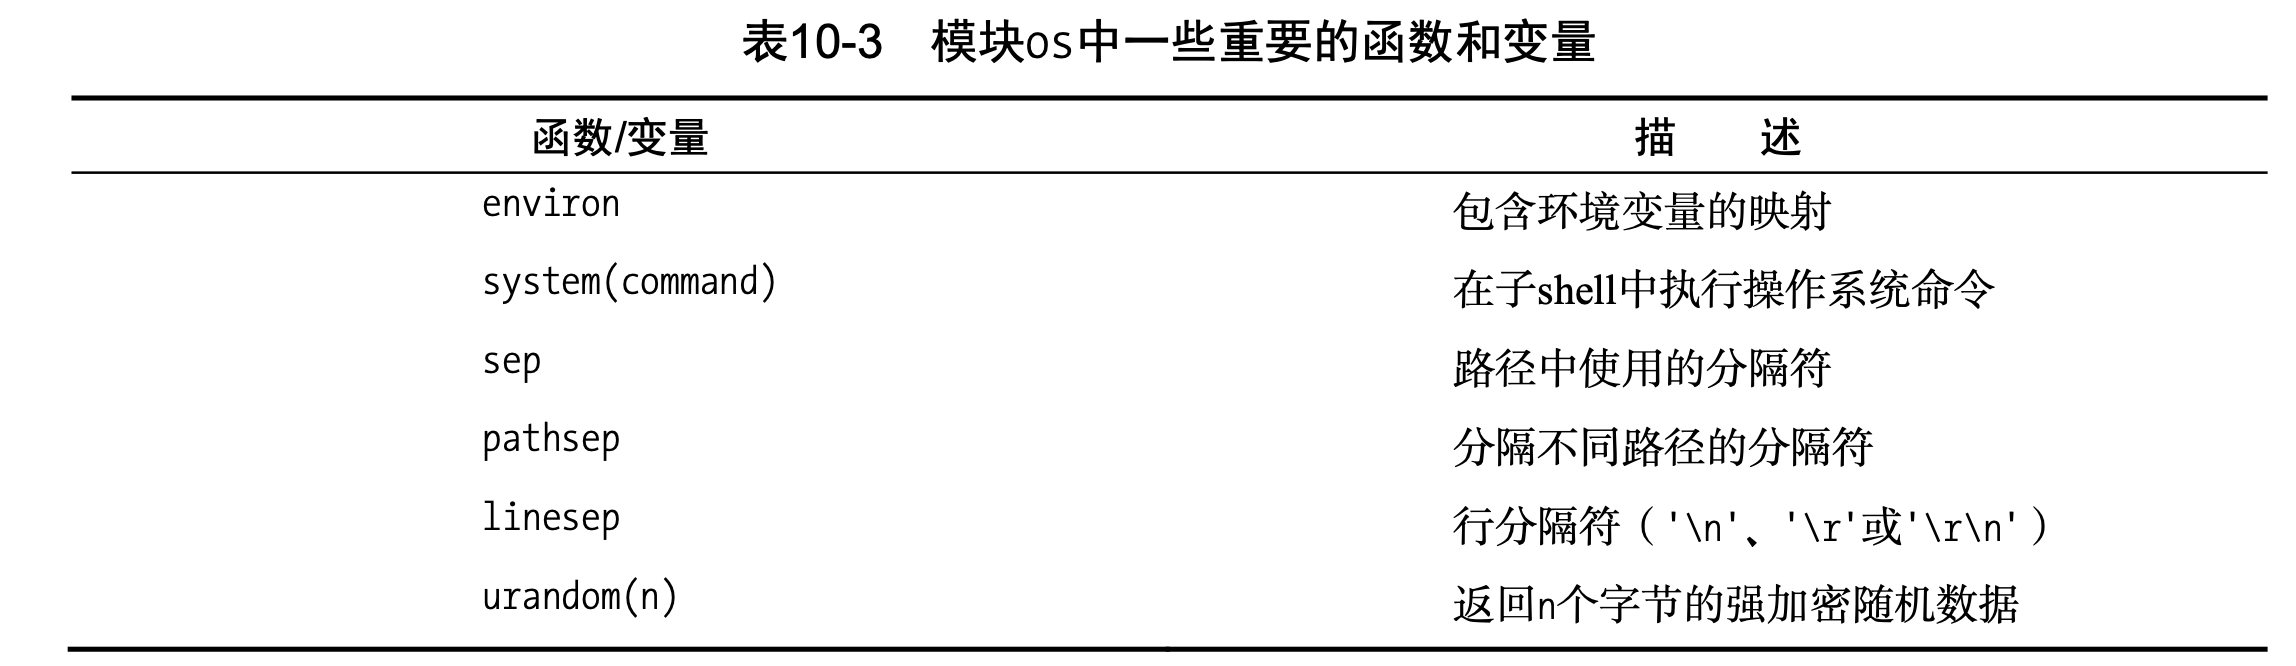 表10-3 模块os中一些重要的函数和变量
函数/变量 描 述
environ 包含环境变量的映射
system(command) 在子shell中执行操作系统命令
sep 路径中使用的分隔符
pathsep 分隔不同路径的分隔符
linesep 行分隔符（'\n'、'\r'或'\r\n'）
urandom(n) 返回n个字节的强加密随机数据